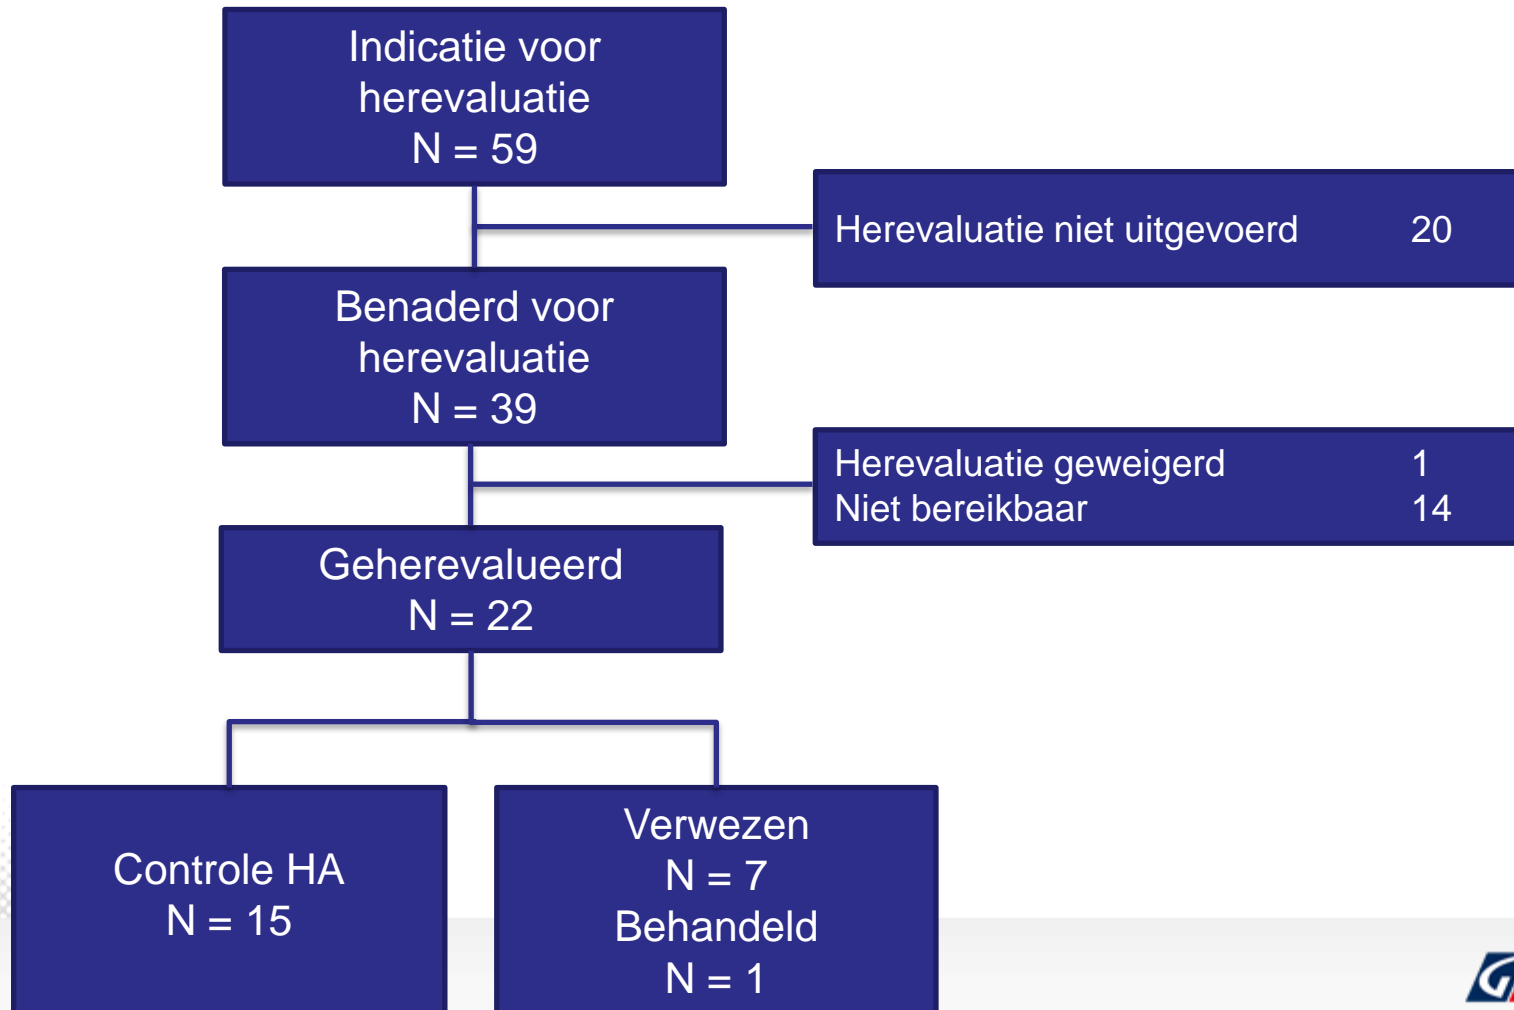 Indicatie voor
herevaluatie
N = 59
Herevaluatie niet uitgevoerd 20
Benaderd voor
herevaluatie
N = 39
Herevaluatie geweigerd 1
Niet bereikbaar 14
Geherevalueerd
N = 22
Controle HA
N = 15
Verwezen
N = 7
Behandeld
N = 1
G